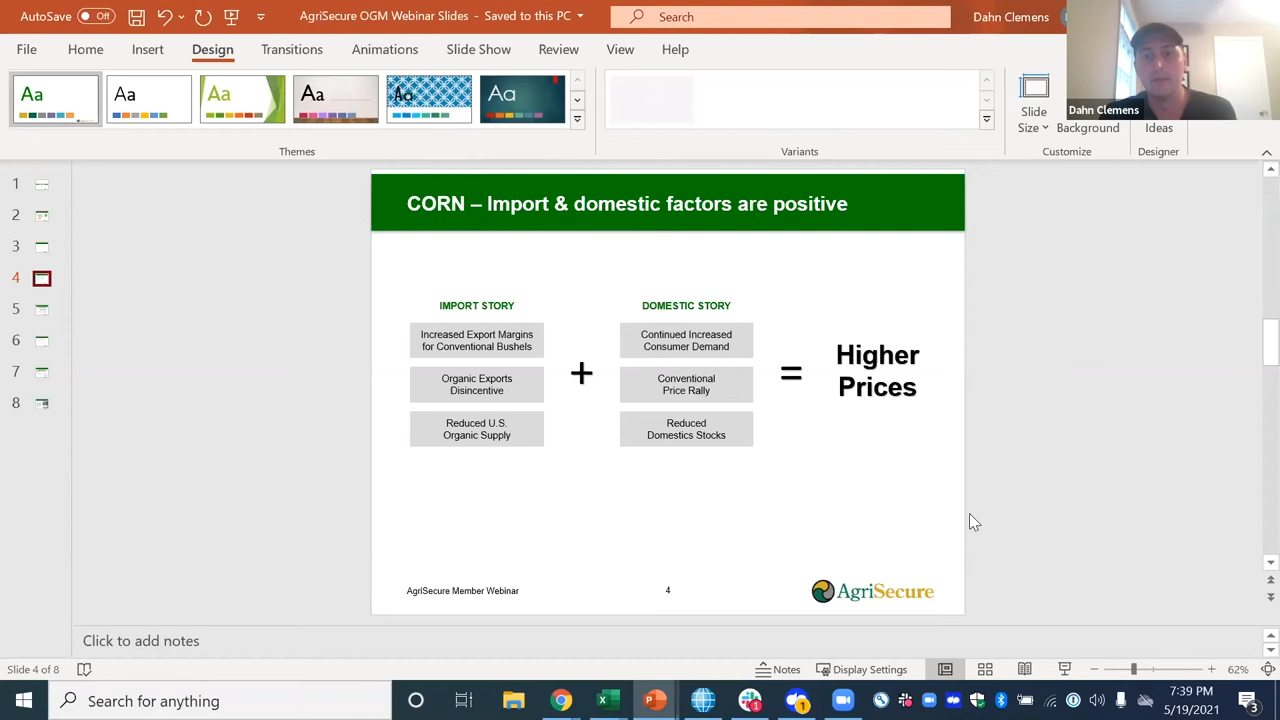 AutoSave Off AgriSecure OGM Webinar Slides - Saved to this PC Search Dahn Clemens
File Home Insert Design Transitions Animations Slide Show Review View Help
Aa Aa Aa Aa Aa Aa
Slide
Size Background Ideas
Themes Variants Customize Designer
Dahn Clemens
1
2
3
4
5
6
7
8
CORN – Import & domestic factors are positive
IMPORT STORY
Increased Export Margins
for Conventional Bushels
Organic Exports
Disincentive
Reduced U.S.
Organic Supply
+
DOMESTIC STORY
Continued Increased
Consumer Demand
Conventional
Price Rally
Reduced
Domestics Stocks
=
Higher
Prices
AgriSecure Member Webinar 4 AgriSecure
Click to add notes
Slide 4 of 8 Notes Display Settings 62%
Search for anything 1 1 7:39 PM
5/19/2021 3